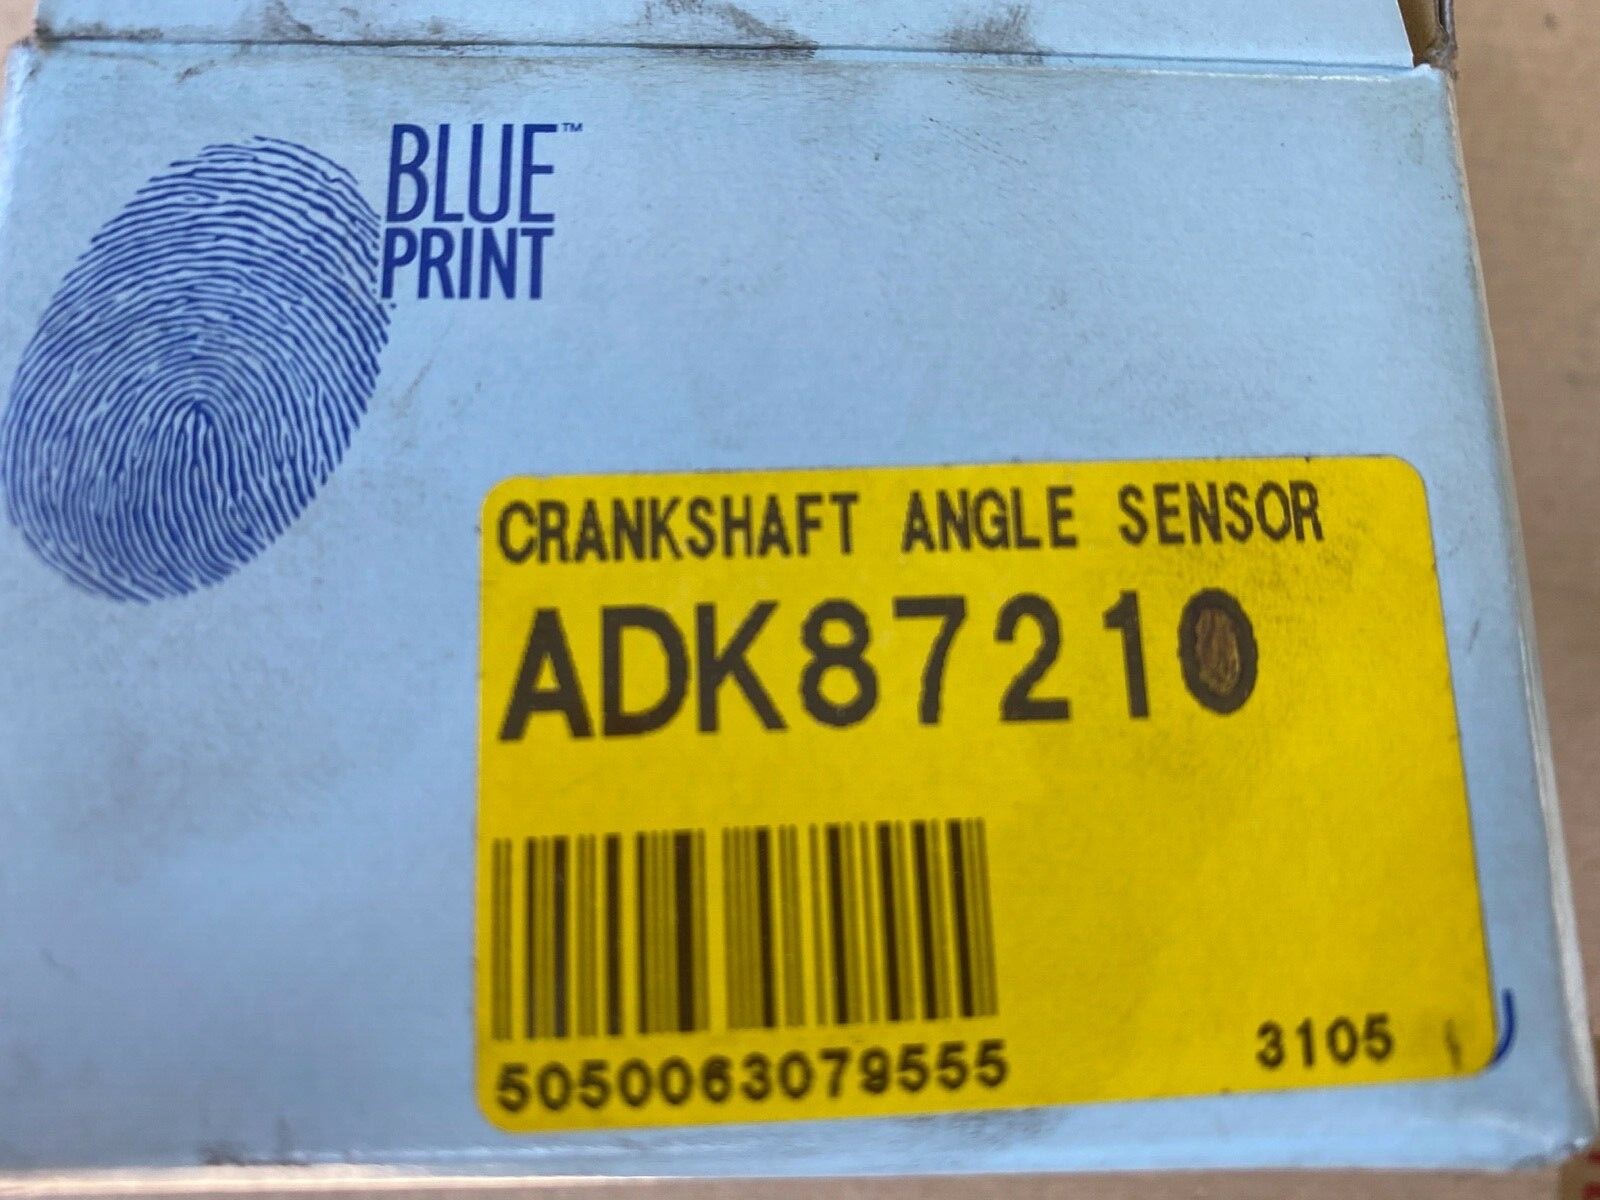 BLUE™
PRINT
CRANKSHAFT ANGLE SENSOR
ADK87210
5050063079555
3105